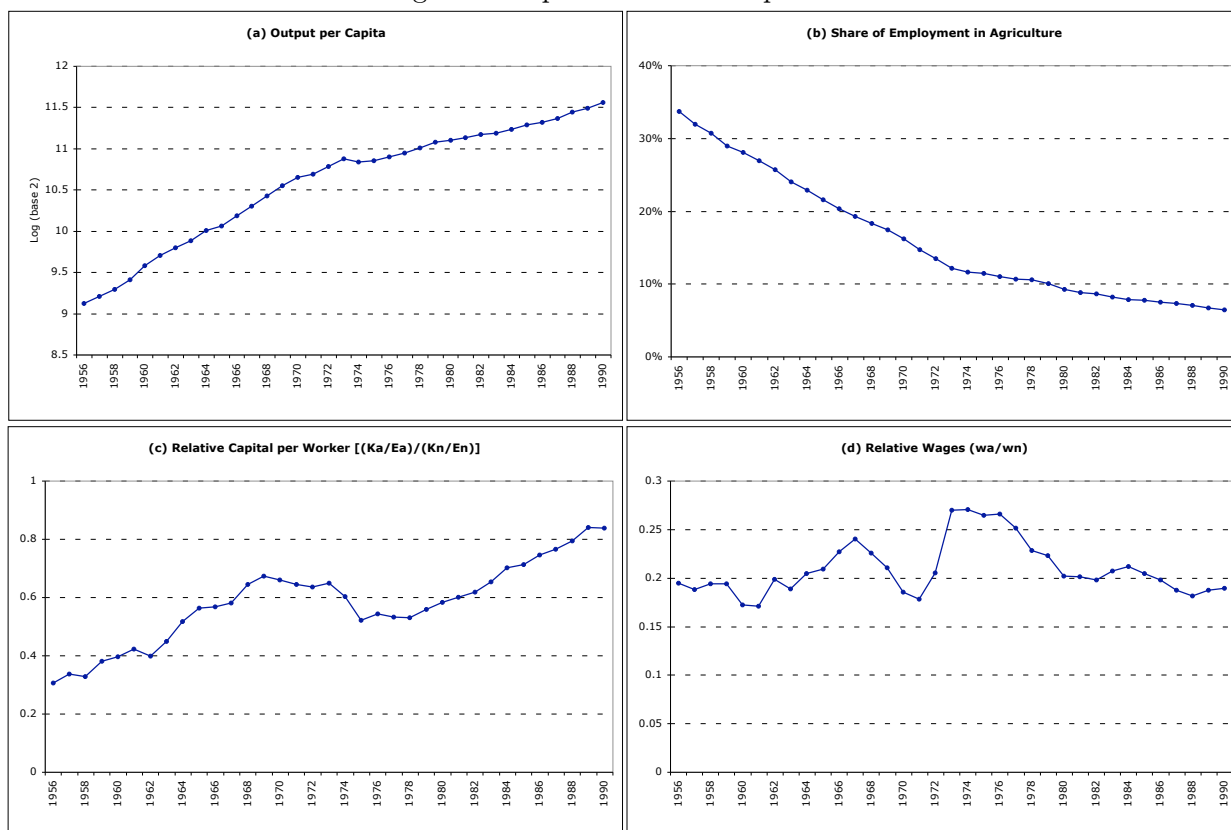 (a) Output per Capita
Log (base 2)
12
11.5
11
10.5
10
9.5
9
8.5
1956 1958 1960 1962 1964 1966 1968 1970 1972 1974 1976 1978 1980 1982 1984 1986 1988 1990
(b) Share of Employment in Agriculture
40%
30%
20%
10%
0%
1956 1958 1960 1962 1964 1966 1968 1970 1972 1974 1976 1978 1980 1982 1984 1986 1988 1990
(c) Relative Capital per Worker [(Ka/Ea)/(Kn/En)]
1
0.8
0.6
0.4
0.2
0
1956 1958 1960 1962 1964 1966 1968 1970 1972 1974 1976 1978 1980 1982 1984 1986 1988 1990
(d) Relative Wages (wa/wn)
0.3
0.25
0.2
0.15
0.1
0.05
0
1956 1958 1960 1962 1964 1966 1968 1970 1972 1974 1976 1978 1980 1982 1984 1986 1988 1990